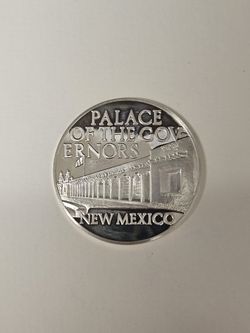 PALACE
OF THE GOV
ERNORS
NEW MEXICO